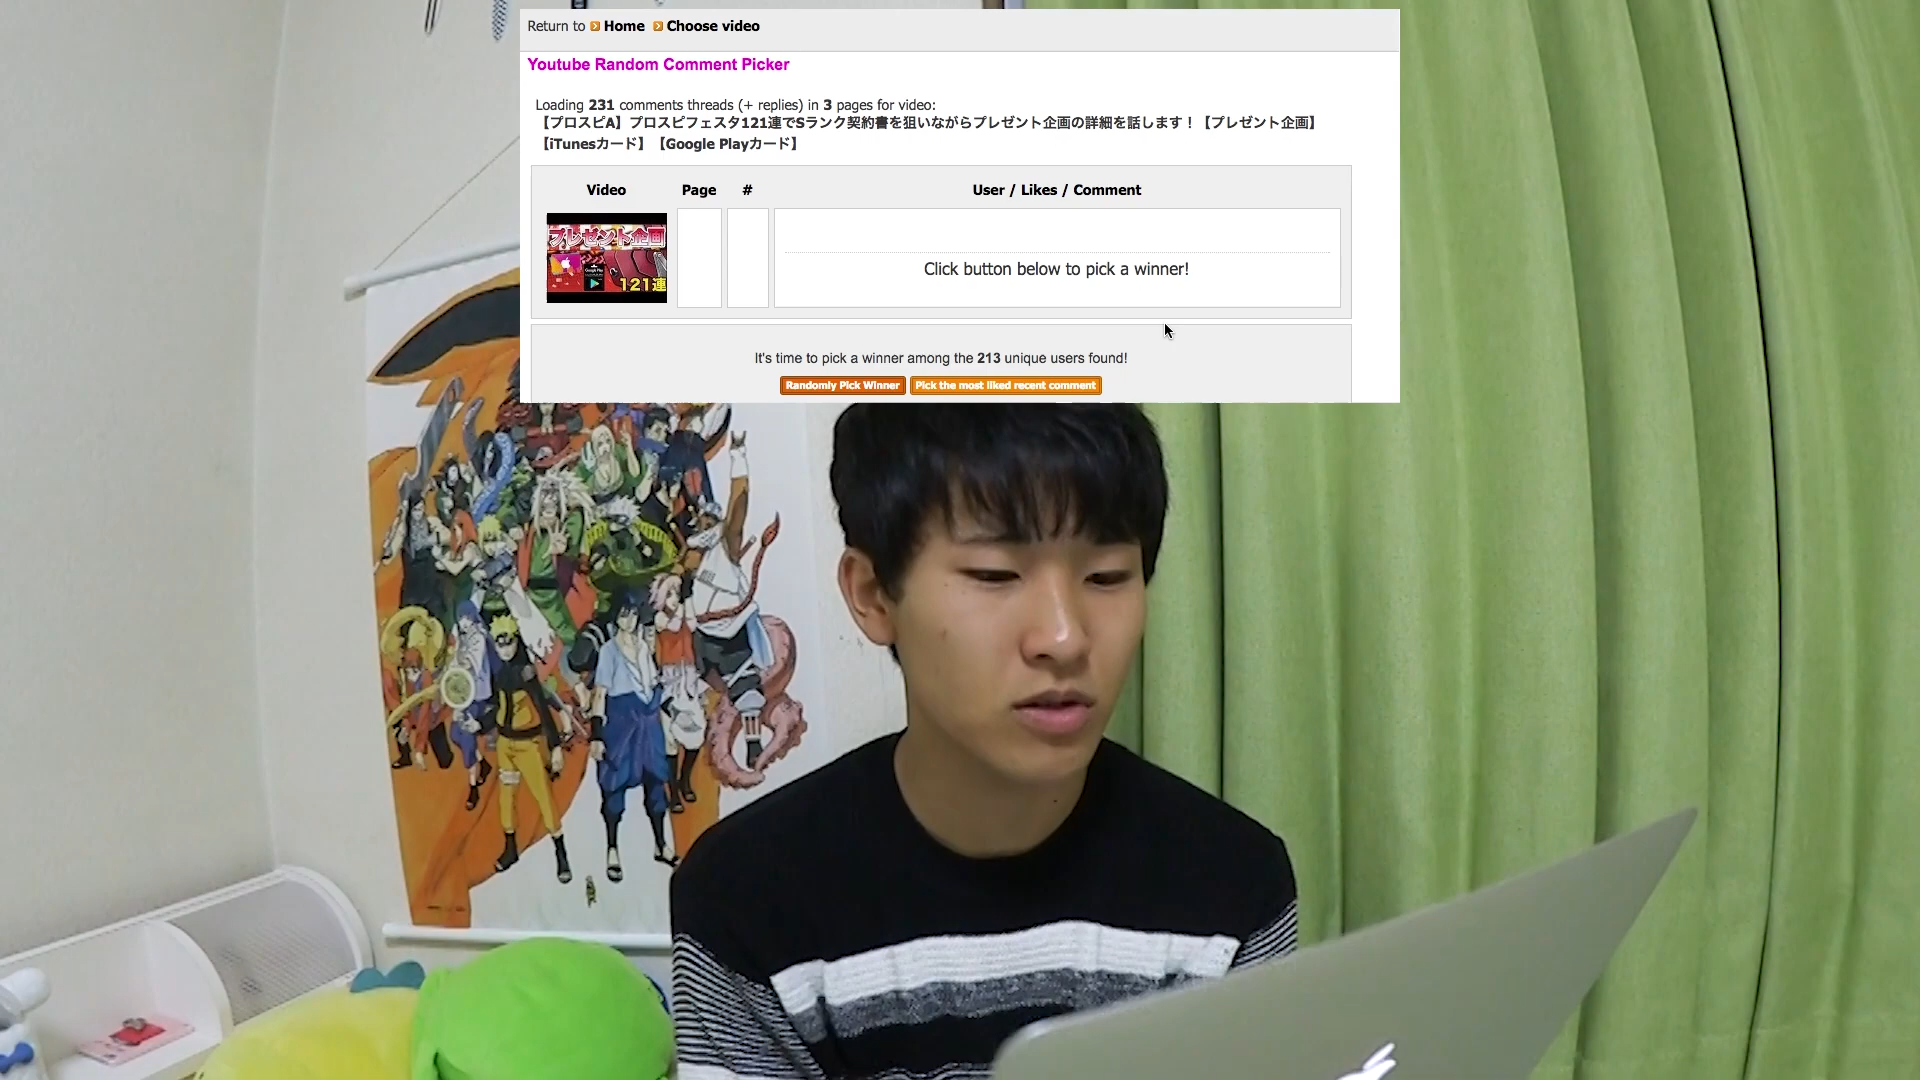 Return to Home Choose video
Youtube Random Comment Picker
Loading 231 comments threads (+ replies) in 3 pages for video:
【プロスピA】プロスピフェスタ121連でSランク契約書を狙いながらプレゼント企画の詳細を話します！【プレゼント企画】
【iTunesカード】【Google Playカード】
Video Page # User / Likes / Comment
プレゼント企画
Google Play
121連
Click button below to pick a winner!
It's time to pick a winner among the 213 unique users found!
Randomly Pick Winner Pick the most liked recent comment